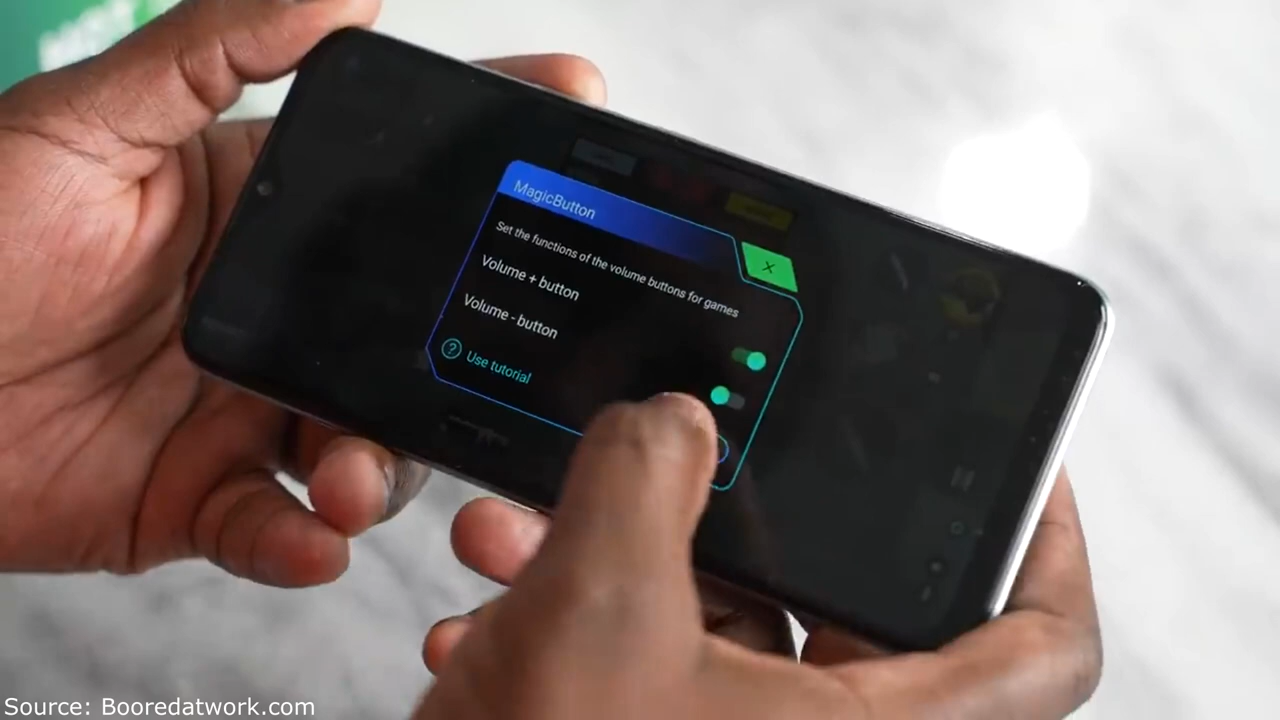 MagicButton
X
Set the functions of the volume buttons for games
Volume + button
Volume - button
? Use tutorial
Source: Booredatwork.com